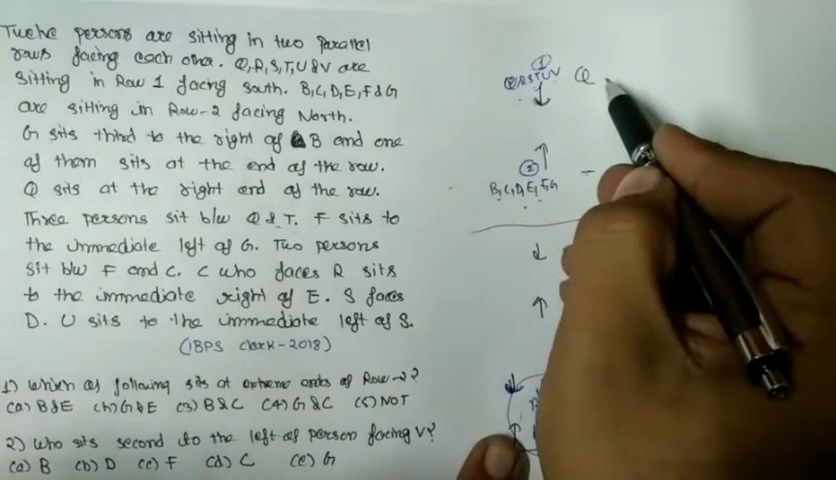 Twelve persons are sitting in two parallel
rows facing each other. Q,R,S,T,U & V are
Sitting in Row 1 facing south. B,C,D,E,F & G
are sitting in Row-2 facing North.
G sits third to the right of B and one
of them sits at the end of the row.
Q sits at the right end of the row.
Three persons sit b/w Q & T. F sits to
the immediate left of G. Two persons
sit b/w F and C. C who faces R sits
to the immediate right of E. S faces
D. U sits to the immediate left of S.
(IBPS Clerk-2018)
1) Which of following sits at extreme ends of Row-2?
(a) B&E (b) G&E (3) B&C (4) G&C (5) NOT
2) Who sits second to the left of person facing V?
(a) B (b) D (c) F (d) C (e) G
①
Q,R,S,T,U,V Q
②
B,C,D,E,F,G